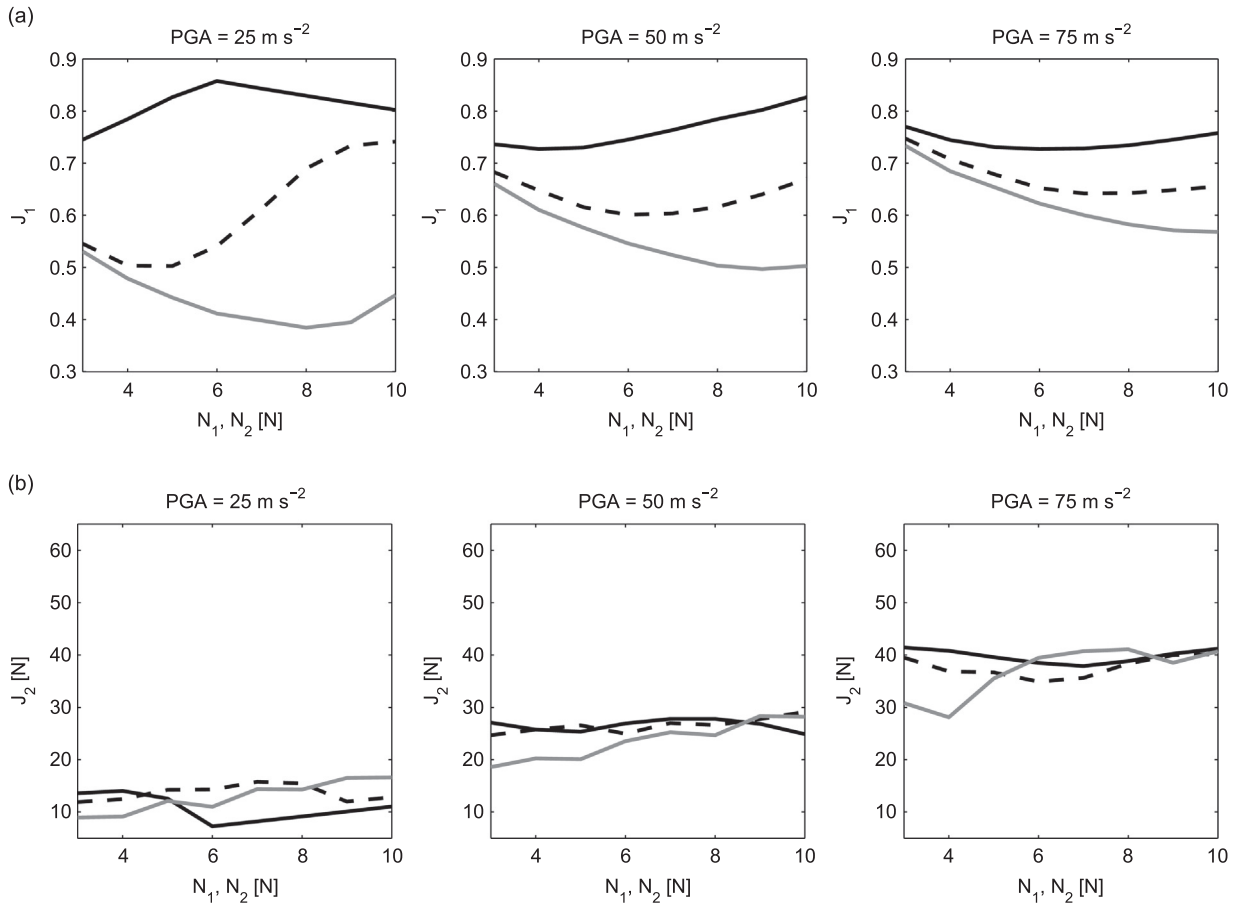 (a)
PGA = 25 m s⁻² PGA = 50 m s⁻² PGA = 75 m s⁻²
0.9 0.9 0.9
0.8 0.8 0.8
0.7 0.7 0.7
J₁ 0.6 J₁ 0.6 J₁ 0.6
0.5 0.5 0.5
0.4 0.4 0.4
0.3 0.3 0.3
4 6 8 10 4 6 8 10 4 6 8 10
N₁, N₂ [N] N₁, N₂ [N] N₁, N₂ [N]
(b)
PGA = 25 m s⁻² PGA = 50 m s⁻² PGA = 75 m s⁻²
60 60 60
50 50 50
40 40 40
J₂ [N] J₂ [N] J₂ [N]
30 30 30
20 20 20
10 10 10
4 6 8 10 4 6 8 10 4 6 8 10
N₁, N₂ [N] N₁, N₂ [N] N₁, N₂ [N]